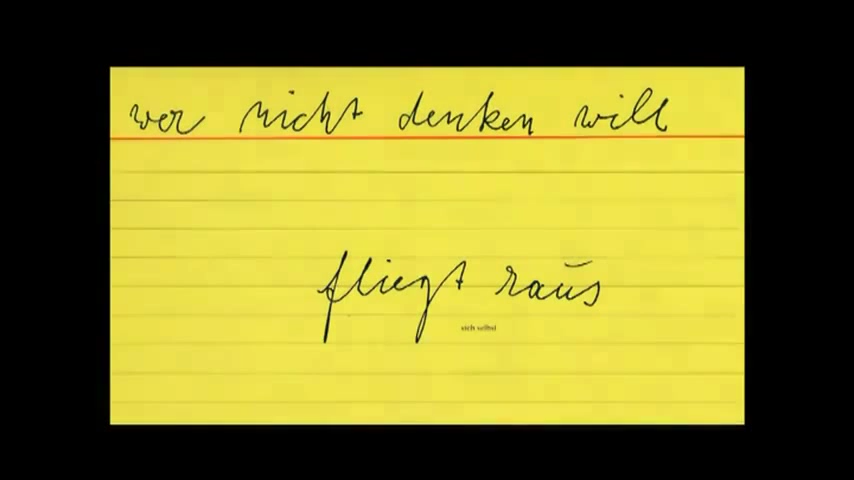 wer nicht denken will
fliegt raus
sich selbst